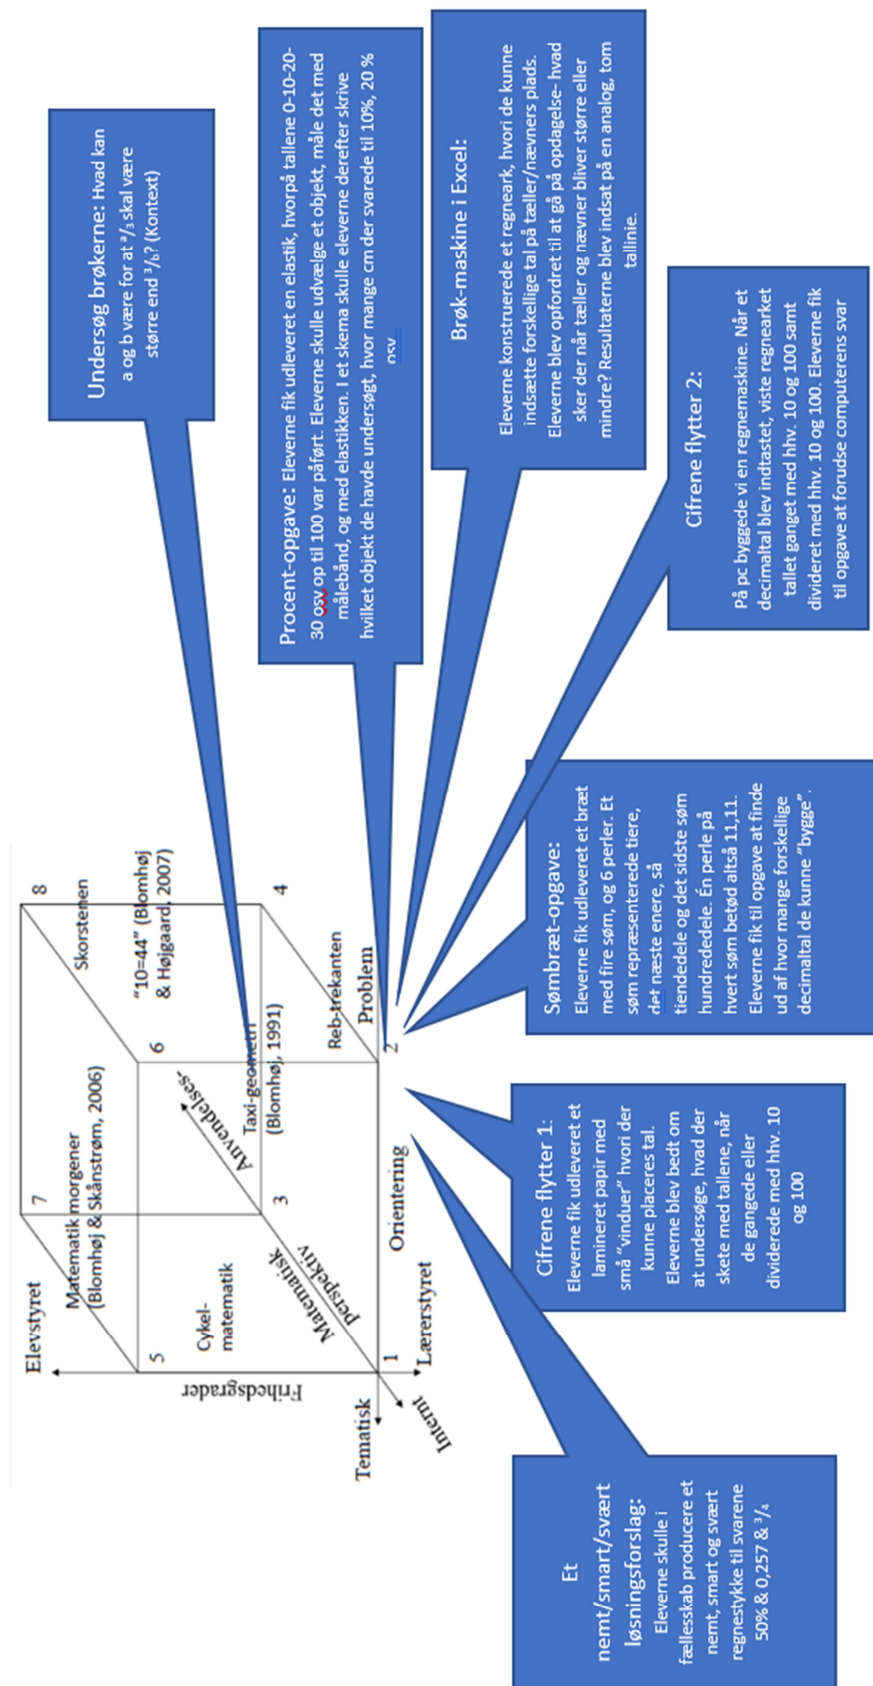 Elevstyret
7
8
Matematik morgener
(Blomhøj & Skånstrøm, 2006)
Skorstenen
5
6
"10=44" (Blomhøj
& Højgaard, 2007)
Cykel-
matematik
Frihedsgrader
Anvendelses-
Matematisk
perspektiv
3
4
Taxi-geometri
(Blomhøj, 1991)
Reb-trekanten
Tematisk
1
Orientering
2
Problem
Internt
Lærerstyret
Undersøg brøkerne: Hvad kan
a og b være for at ᵃ/₃ skal være
større end ³/ᵦ? (Kontext)
Procent-opgave: Eleverne fik udleveret en elastik, hvorpå tallene 0-10-20-
30 osv op til 100 var påført. Eleverne skulle udvælge et objekt, måle det med
målebånd, og med elastikken. I et skema skulle eleverne derefter skrive
hvilket objekt de havde undersøgt, hvor mange cm der svarede til 10%, 20 %
osv
Brøk-maskine i Excel:
Eleverne konstruerede et regneark, hvori de kunne
indsætte forskellige tal på tæller/nævners plads.
Eleverne blev opfordret til at gå på opdagelse- hvad
sker der når tæller og nævner bliver større eller
mindre? Resultaterne blev indsat på en analog, tom
tallinie.
Cifrene flytter 2:
På pc byggede vi en regnemaskine. Når et
decimaltal blev indtastet, viste regnearket
tallet ganget med hhv. 10 og 100 samt
divideret med hhv. 10 og 100. Eleverne fik
til opgave at forudse computerens svar
Sømbræt-opgave:
Eleverne fik udleveret et bræt
med fire søm, og 6 perler. Et
søm repræsenterede tiere,
det næste enere, så
tiendedele og det sidste søm
hundrededele. Én perle på
hvert søm betød altså 11,11.
Eleverne fik til opgave at finde
ud af hvor mange forskellige
decimaltal de kunne "bygge".
Cifrene flytter 1:
Eleverne fik udleveret et
lamineret papir med
små "vinduer" hvori der
kunne placeres tal.
Eleverne blev bedt om
at undersøge, hvad der
skete med tallene, når
de gangede eller
dividerede med hhv. 10
og 100
Et
nemt/smart/svært
løsningsforslag:
Eleverne skulle i
fællesskab producere et
nemt, smart og svært
regnestykke til svarene
50% & 0,257 & ³/₄